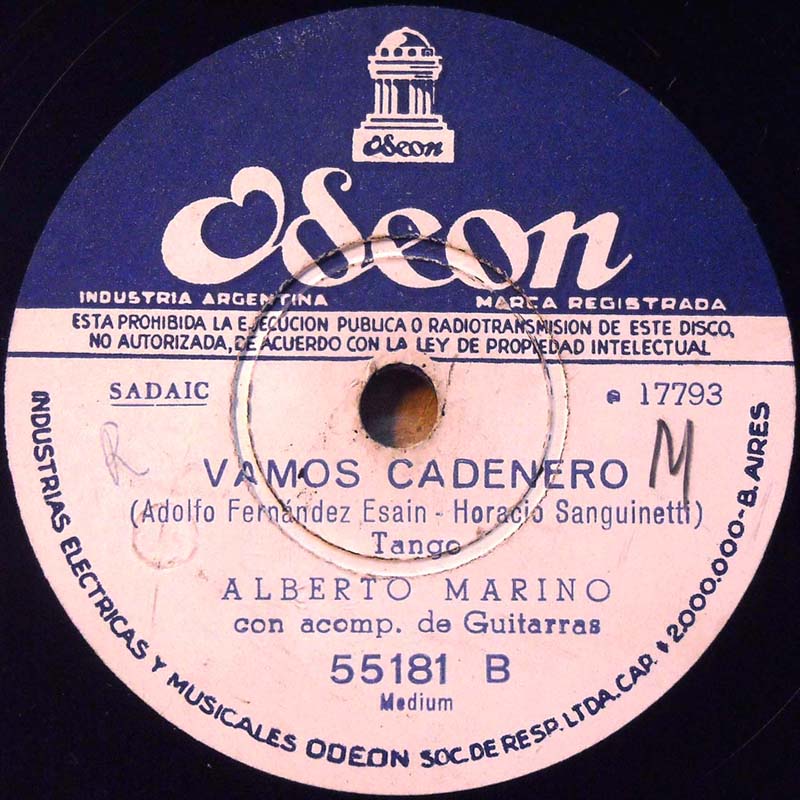 Odeon
Odeon
INDUSTRIA ARGENTINA MARCA REGISTRADA
ESTA PROHIBIDA LA EJECUCION PUBLICA O RADIOTRANSMISION DE ESTE DISCO,
NO AUTORIZADA, DE ACUERDO CON LA LEY DE PROPIEDAD INTELECTUAL
SADAIC e 17793
R
M
VAMOS CADENERO
(Adolfo Fernández Esain - Horacio Sanguinetti)
Tango
ALBERTO MARINO
con acomp. de Guitarras
55181 B
Medium
INDUSTRIAS ELECTRICAS Y MUSICALES ODEON SOC. DE RESP. LTDA. CAP. $ 2.000.000-B. AIRES